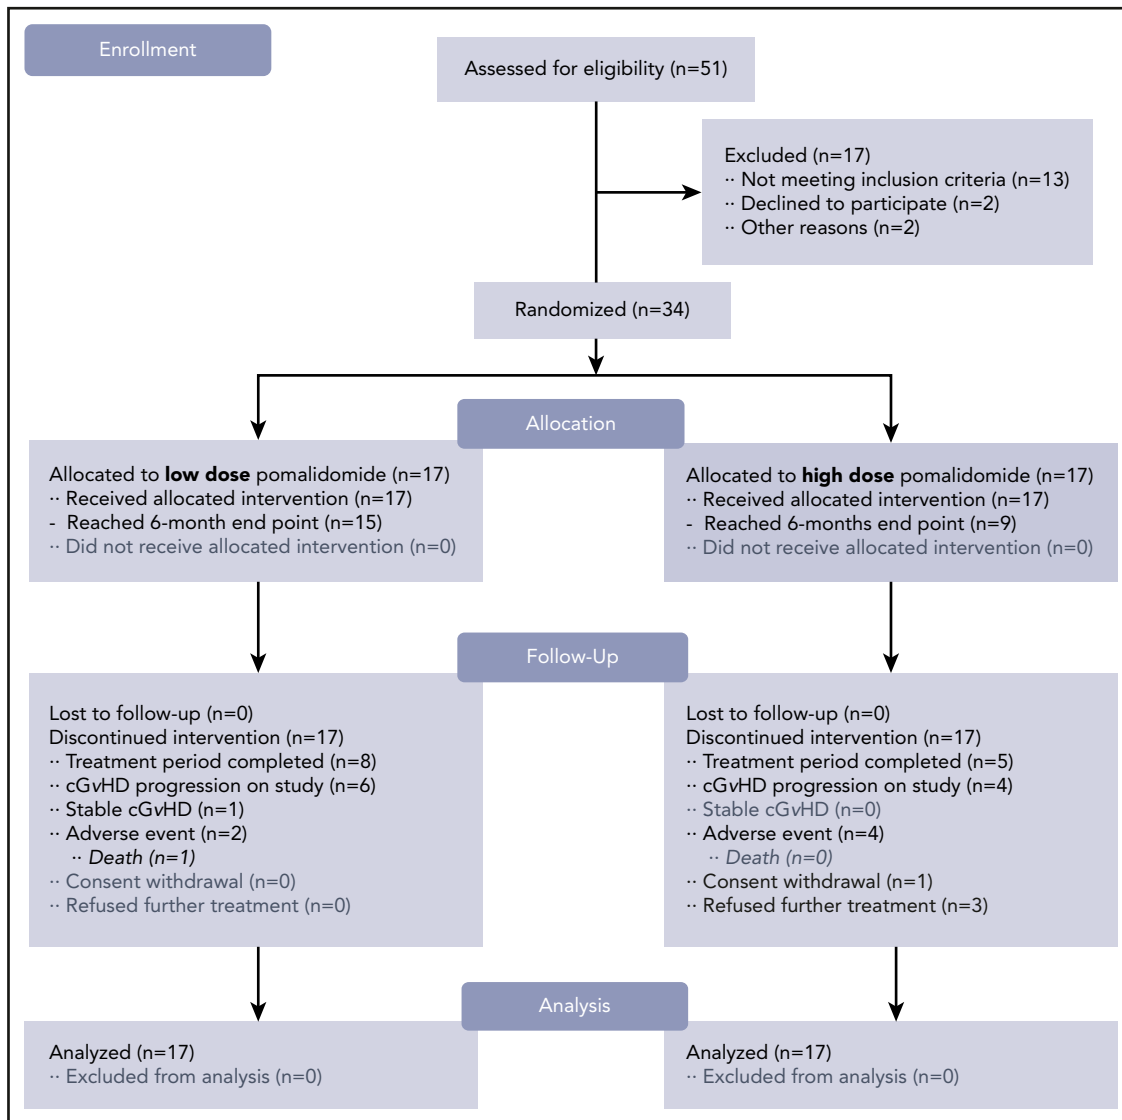 Enrollment
Assessed for eligibility (n=51)
Excluded (n=17)
·· Not meeting inclusion criteria (n=13)
·· Declined to participate (n=2)
·· Other reasons (n=2)
Randomized (n=34)
Allocation
Allocated to low dose pomalidomide (n=17)
·· Received allocated intervention (n=17)
- Reached 6-month end point (n=15)
·· Did not receive allocated intervention (n=0)
Allocated to high dose pomalidomide (n=17)
·· Received allocated intervention (n=17)
- Reached 6-months end point (n=9)
·· Did not receive allocated intervention (n=0)
Follow-Up
Lost to follow-up (n=0)
Discontinued intervention (n=17)
·· Treatment period completed (n=8)
·· cGvHD progression on study (n=6)
·· Stable cGvHD (n=1)
·· Adverse event (n=2)
·· Death (n=1)
·· Consent withdrawal (n=0)
·· Refused further treatment (n=0)
Lost to follow-up (n=0)
Discontinued intervention (n=17)
·· Treatment period completed (n=5)
·· cGvHD progression on study (n=4)
·· Stable cGvHD (n=0)
·· Adverse event (n=4)
·· Death (n=0)
·· Consent withdrawal (n=1)
·· Refused further treatment (n=3)
Analysis
Analyzed (n=17)
·· Excluded from analysis (n=0)
Analyzed (n=17)
·· Excluded from analysis (n=0)